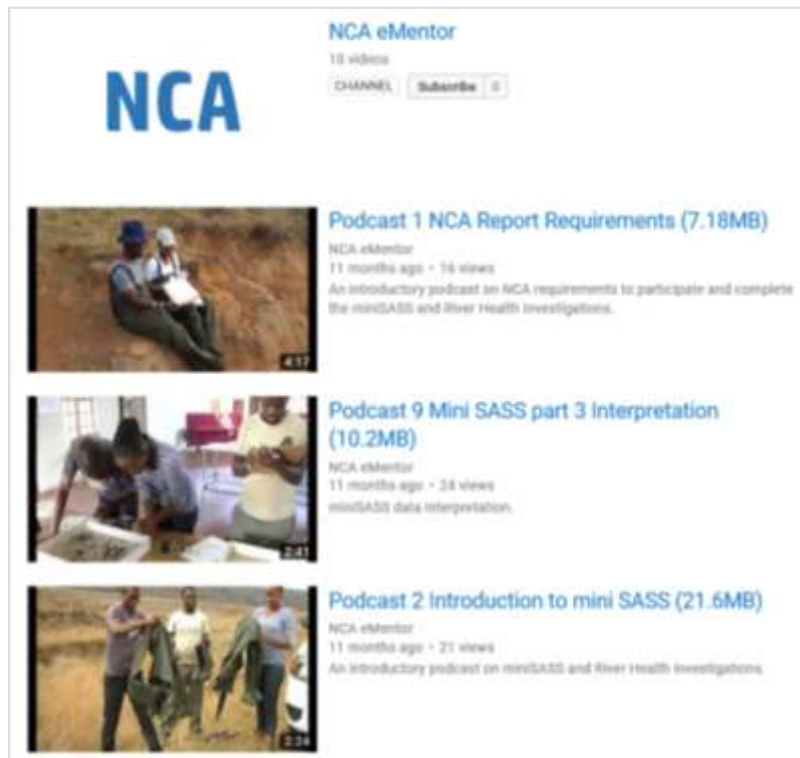 NCA eMentor
18 videos
CHANNEL Subscribe 0
NCA
Podcast 1 NCA Report Requirements (7.18MB)
NCA eMentor
11 months ago • 16 views
An introductory podcast on NCA requirements to participate and complete
the miniSASS and River Health Investigations.
4:17
Podcast 9 Mini SASS part 3 Interpretation
(10.2MB)
NCA eMentor
11 months ago • 24 views
miniSASS data Interpretation.
2:41
Podcast 2 Introduction to mini SASS (21.6MB)
NCA eMentor
11 months ago • 21 views
An introductory podcast on miniSASS and River Health Investigations.
2:24